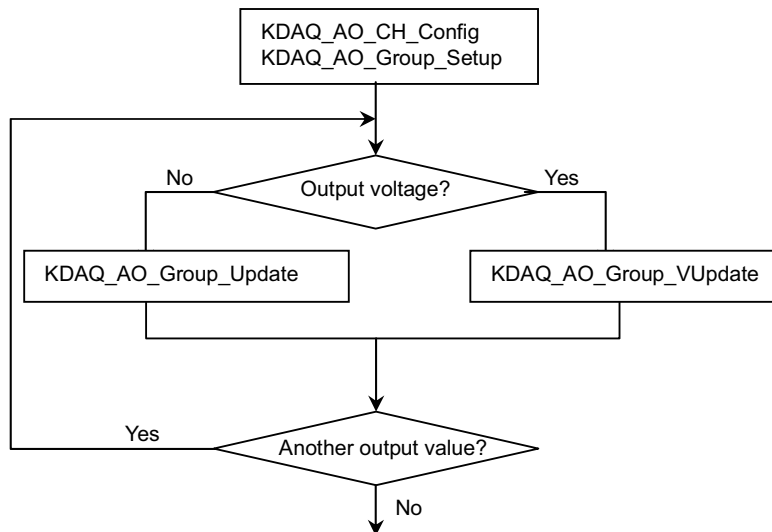 KDAQ_AO_CH_Config
KDAQ_AO_Group_Setup
No
Output voltage?
Yes
KDAQ_AO_Group_Update
KDAQ_AO_Group_VUpdate
Yes
Another output value?
No